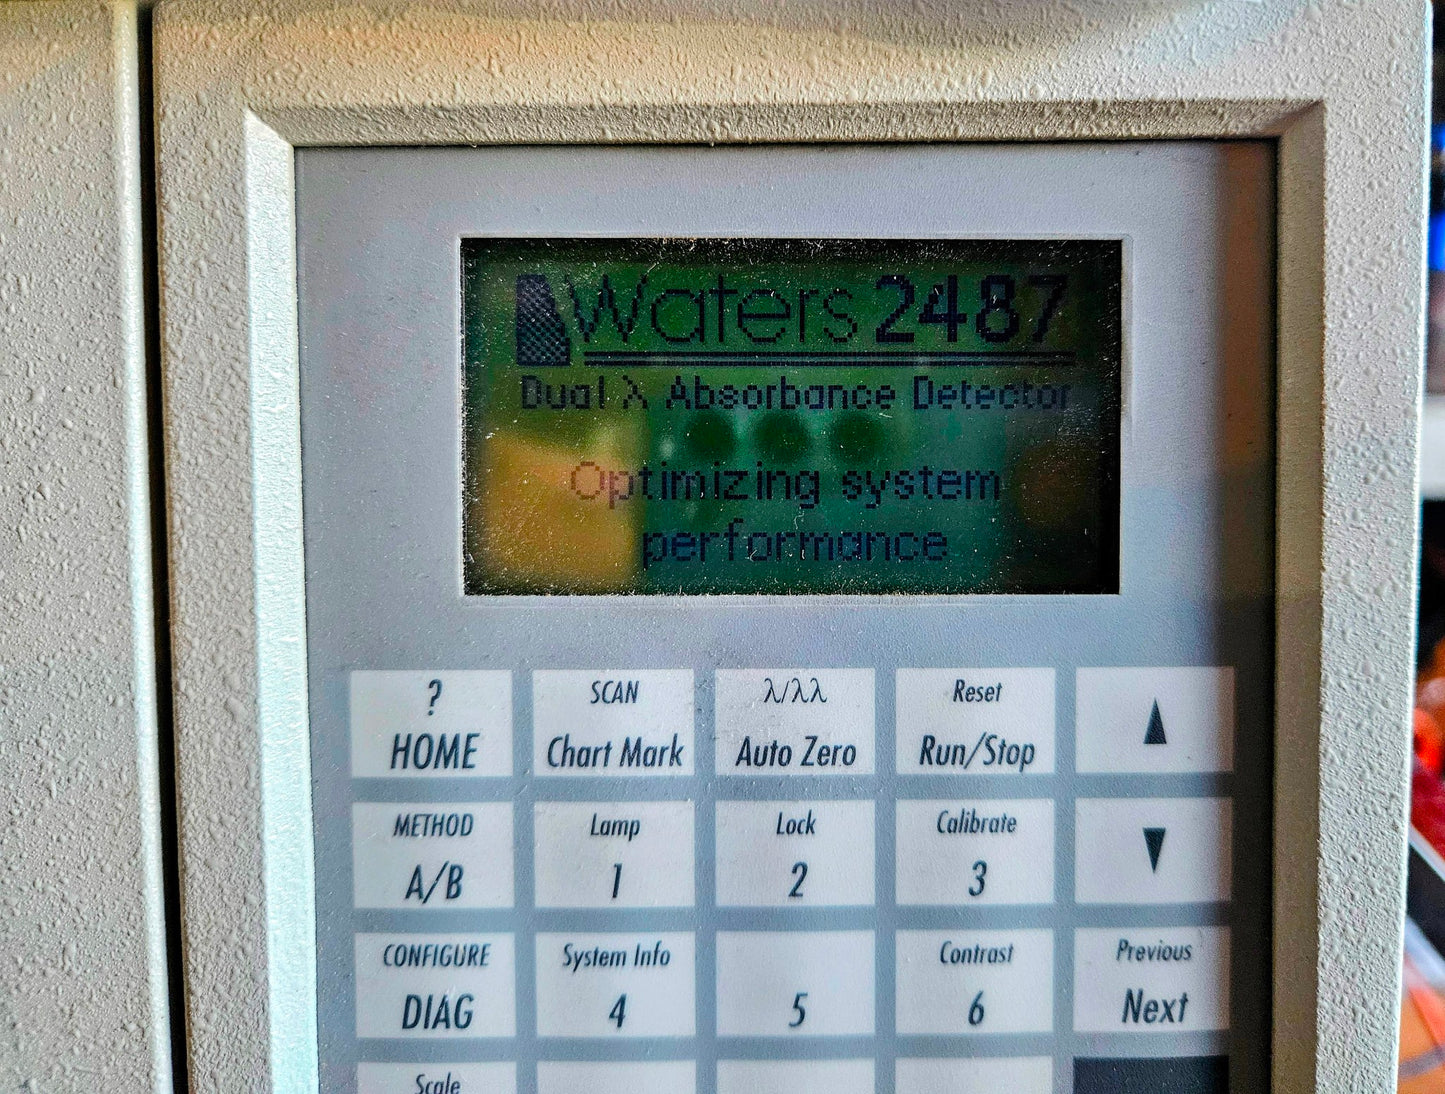 Waters 2487
Dual λ Absorbance Detector
Optimizing system
performance
?
HOME
SCAN
Chart Mark
λ/λλ
Auto Zero
Reset
Run/Stop
▲
METHOD
A/B
Lamp
1
Lock
2
Calibrate
3
▼
CONFIGURE
DIAG
System Info
4
5
Contrast
6
Previous
Next
Scale